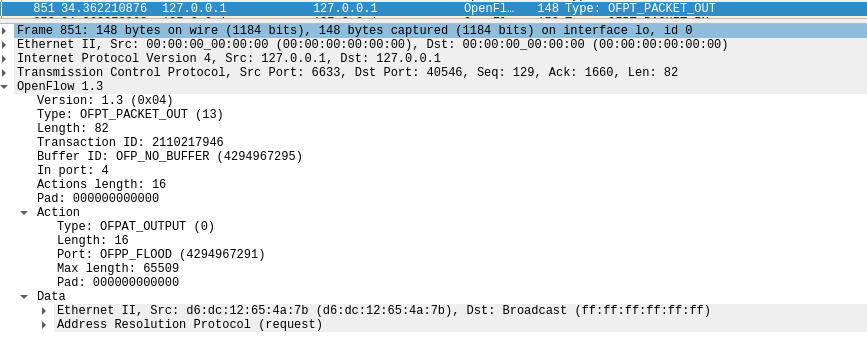 851 34.362210876 127.0.0.1 127.0.0.1 OpenFl… 148 Type: OFPT_PACKET_OUT
Frame 851: 148 bytes on wire (1184 bits), 148 bytes captured (1184 bits) on interface lo, id 0
Ethernet II, Src: 00:00:00_00:00:00 (00:00:00:00:00:00), Dst: 00:00:00_00:00:00 (00:00:00:00:00:00)
Internet Protocol Version 4, Src: 127.0.0.1, Dst: 127.0.0.1
Transmission Control Protocol, Src Port: 6633, Dst Port: 40546, Seq: 129, Ack: 1660, Len: 82
OpenFlow 1.3
Version: 1.3 (0x04)
Type: OFPT_PACKET_OUT (13)
Length: 82
Transaction ID: 2110217946
Buffer ID: OFP_NO_BUFFER (4294967295)
In port: 4
Actions length: 16
Pad: 000000000000
Action
Type: OFPAT_OUTPUT (0)
Length: 16
Port: OFPP_FLOOD (4294967291)
Max length: 65509
Pad: 000000000000
Data
Ethernet II, Src: d6:dc:12:65:4a:7b (d6:dc:12:65:4a:7b), Dst: Broadcast (ff:ff:ff:ff:ff:ff)
Address Resolution Protocol (request)